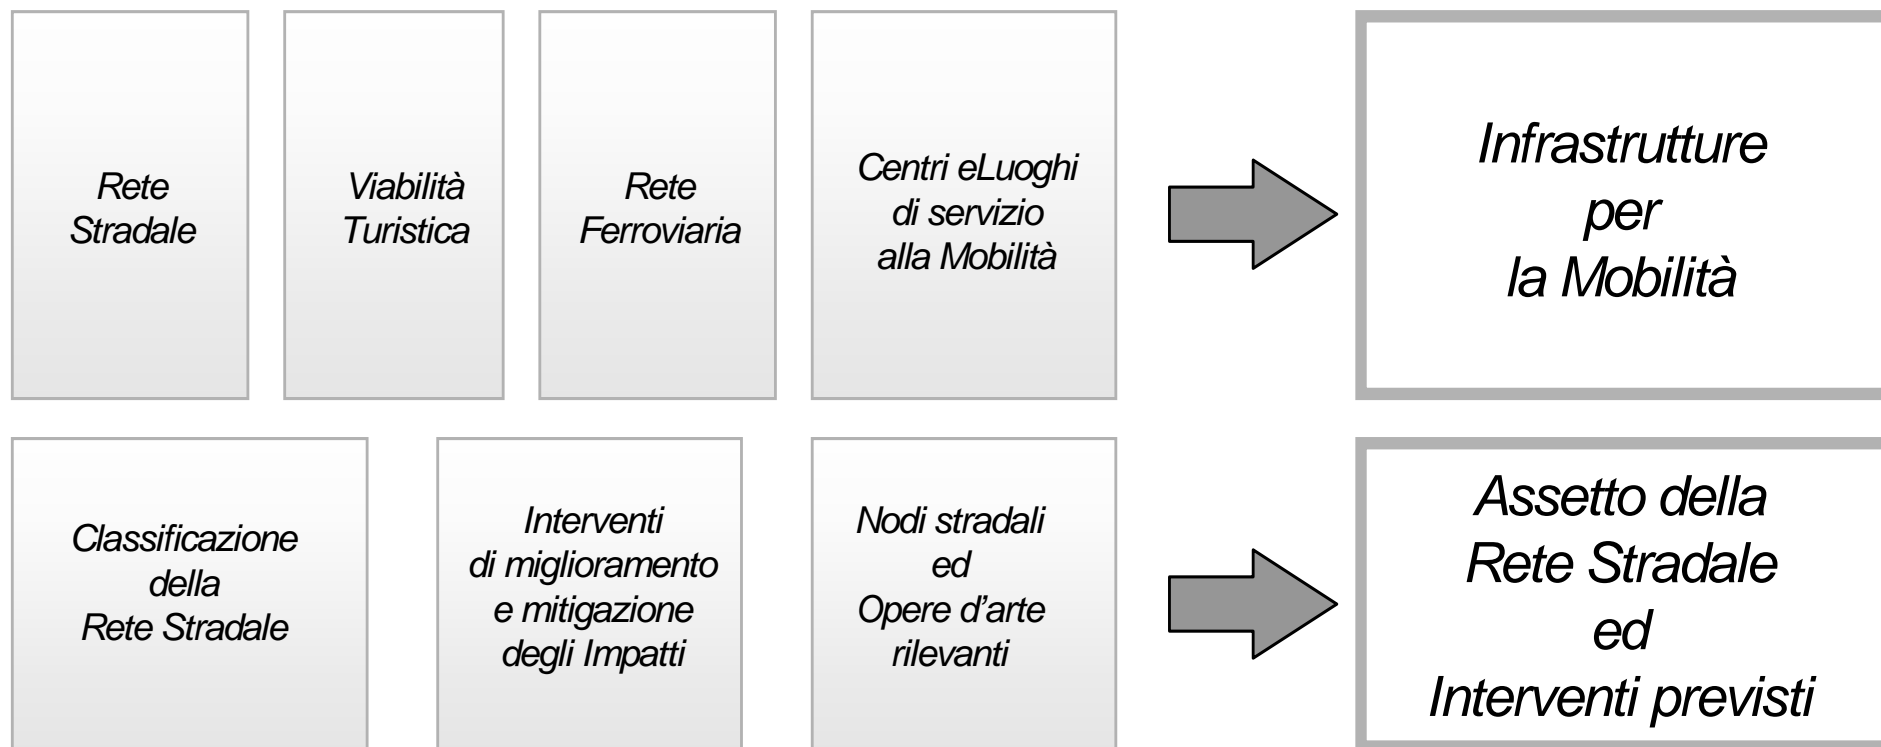 Rete
Stradale
Viabilità
Turistica
Rete
Ferroviaria
Centri eLuoghi
di servizio
alla Mobilità
Infrastrutture
per
la Mobilità
Classificazione
della
Rete Stradale
Interventi
di miglioramento
e mitigazione
degli Impatti
Nodi stradali
ed
Opere d’arte
rilevanti
Assetto della
Rete Stradale
ed
Interventi previsti